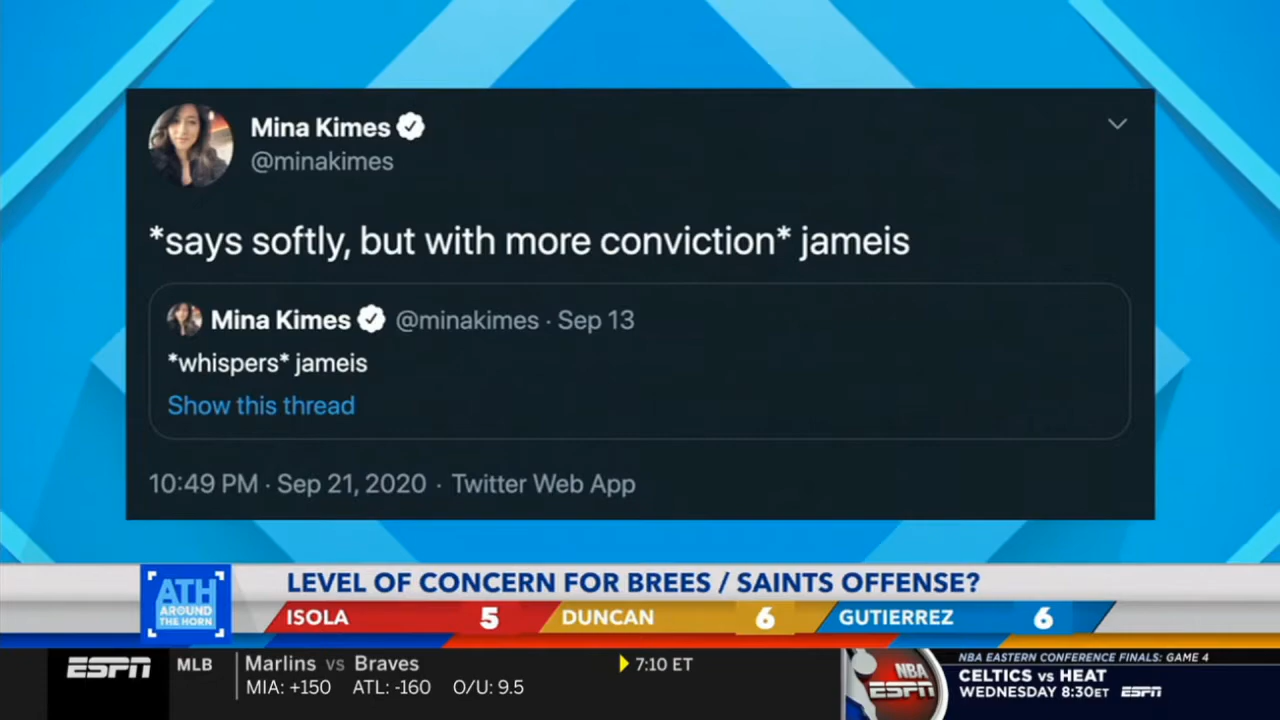 Mina Kimes
@minakimes
*says softly, but with more conviction* jameis
Mina Kimes @minakimes · Sep 13
*whispers* jameis
Show this thread
10:49 PM · Sep 21, 2020 · Twitter Web App
ATH
AROUND
THE HORN
LEVEL OF CONCERN FOR BREES / SAINTS OFFENSE?
ISOLA 5 DUNCAN 6 GUTIERREZ 6
ESPN MLB Marlins vs Braves 7:10 ET
MIA: +150 ATL: -160 O/U: 9.5
NBA
ESPN
NBA EASTERN CONFERENCE FINALS: GAME 4
CELTICS vs HEAT
WEDNESDAY 8:30ET ESPN